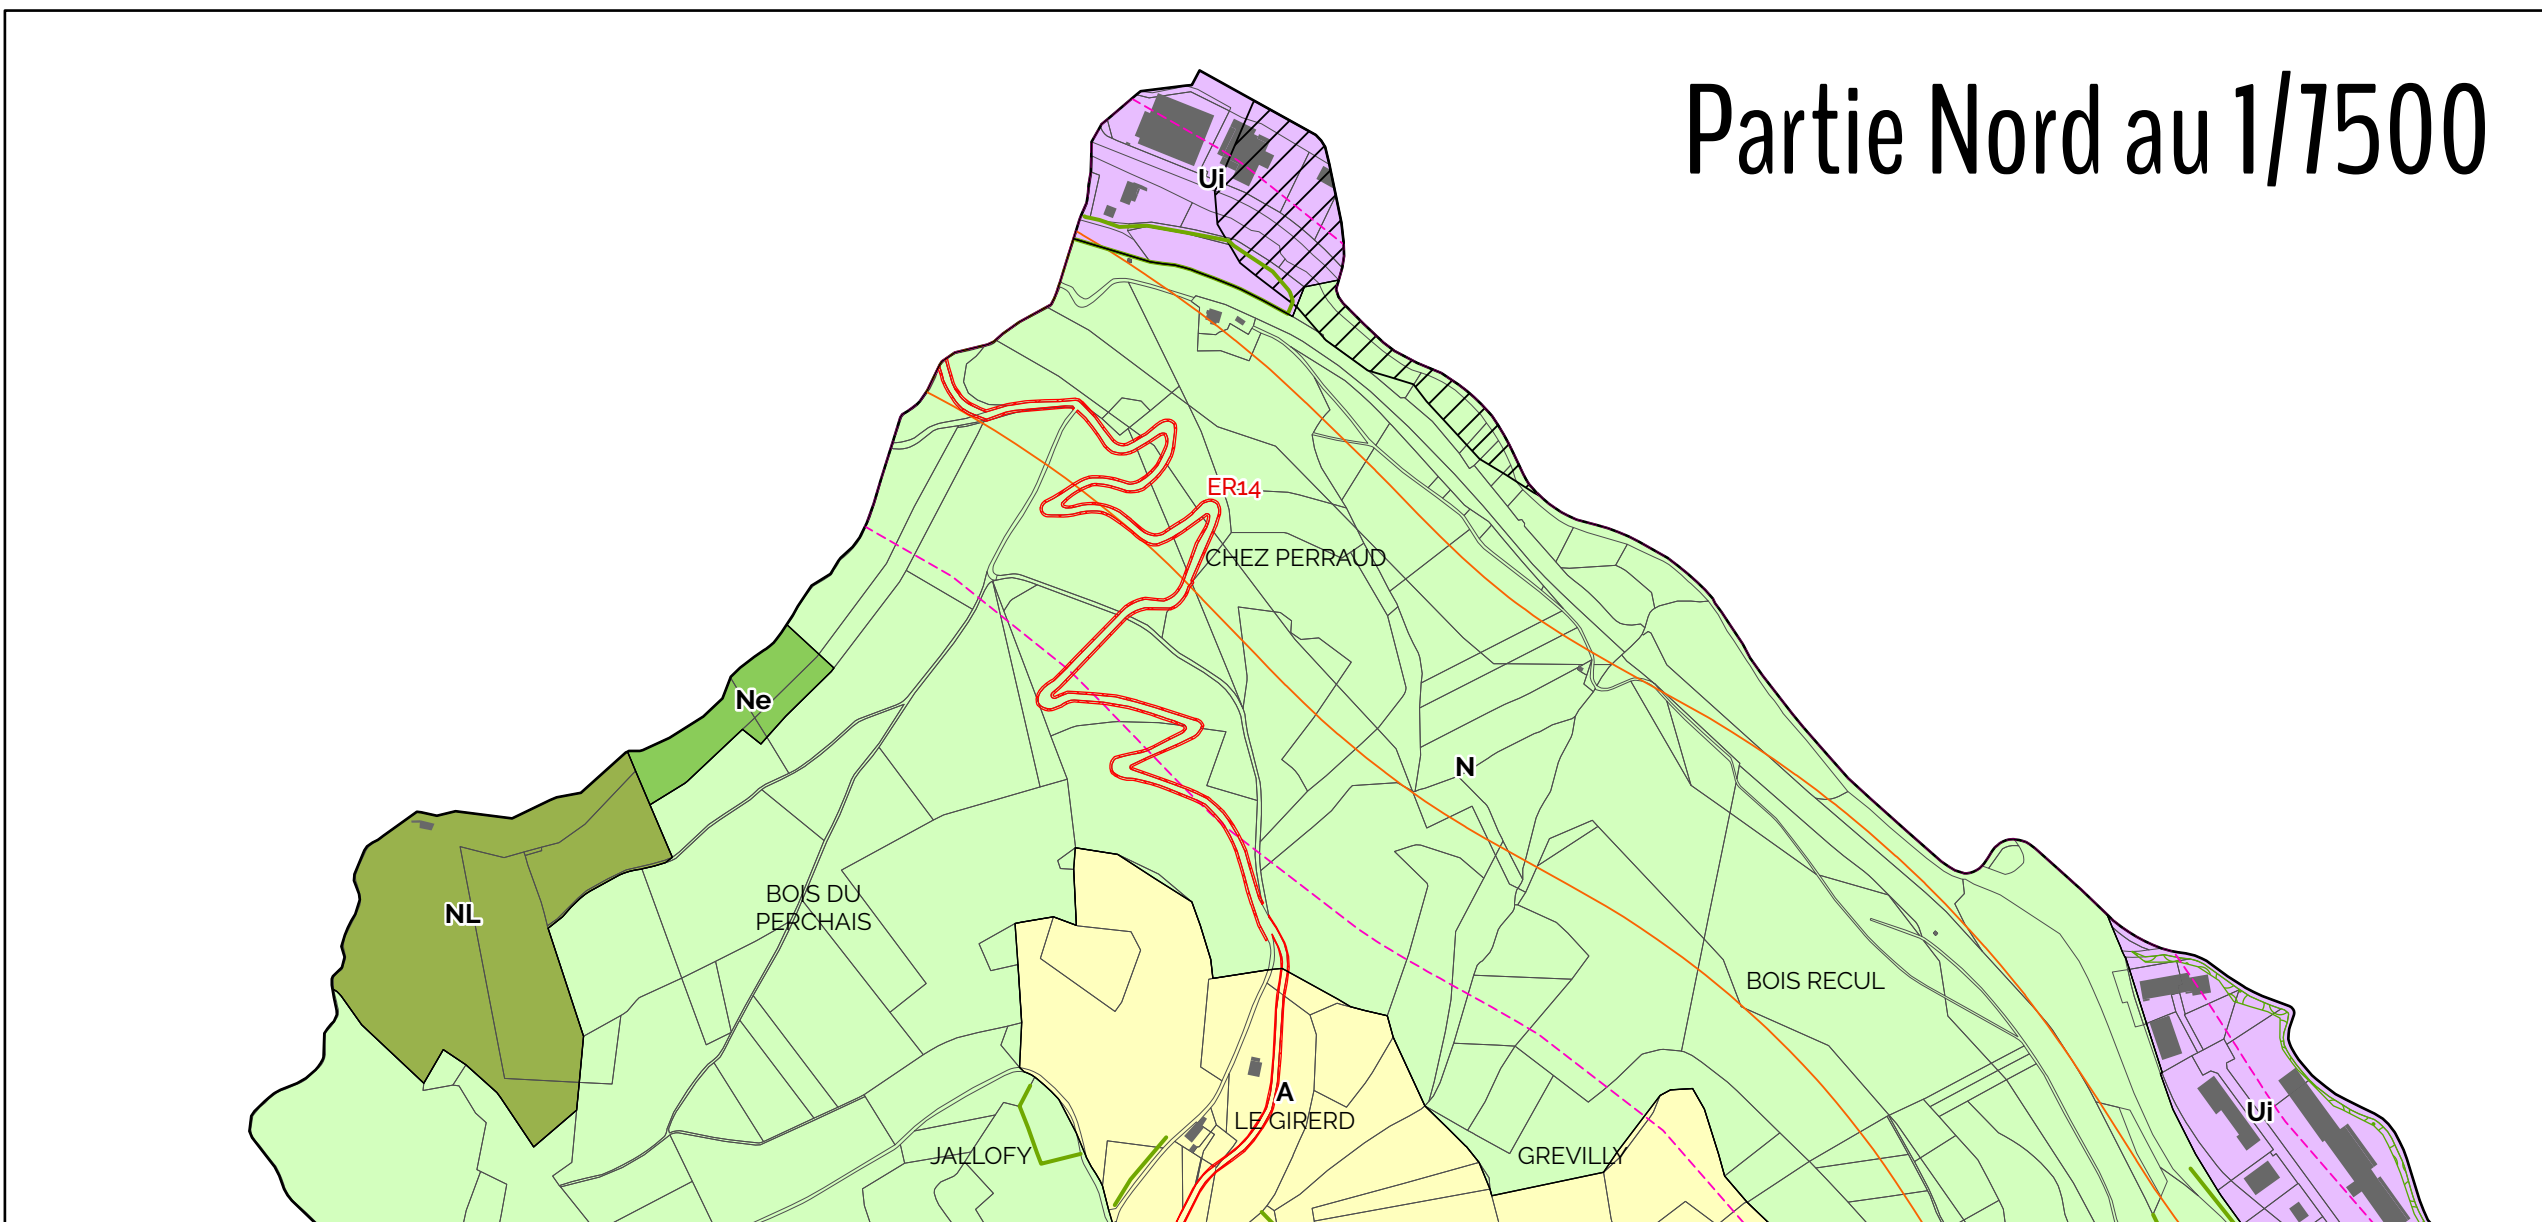 Partie Nord au 1/7500
Ui
ER14
CHEZ PERRAUD
Ne
N
BOIS DU
PERCHAIS
NL
BOIS RECUL
A
LE GIRERD
Ui
JALLOFY
GREVILLY